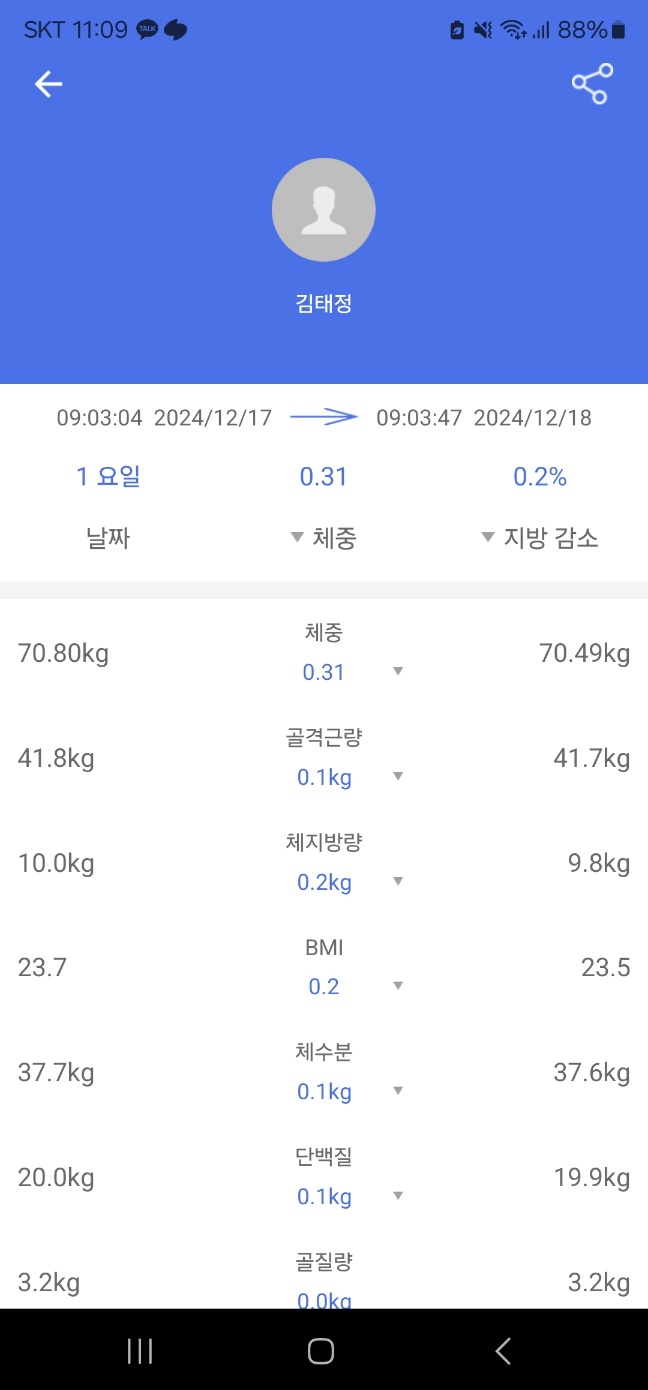 SKT 11:09 TALK 88%
김태정
09:03:04 2024/12/17 09:03:47 2024/12/18
1 요일 0.31 0.2%
날짜 ▼ 체중 ▼ 지방 감소
체중
70.80kg 0.31 ▼ 70.49kg
골격근량
41.8kg 0.1kg ▼ 41.7kg
체지방량
10.0kg 0.2kg ▼ 9.8kg
BMI
23.7 0.2 ▼ 23.5
체수분
37.7kg 0.1kg ▼ 37.6kg
단백질
20.0kg 0.1kg ▼ 19.9kg
골질량
3.2kg 0.0kg 3.2kg